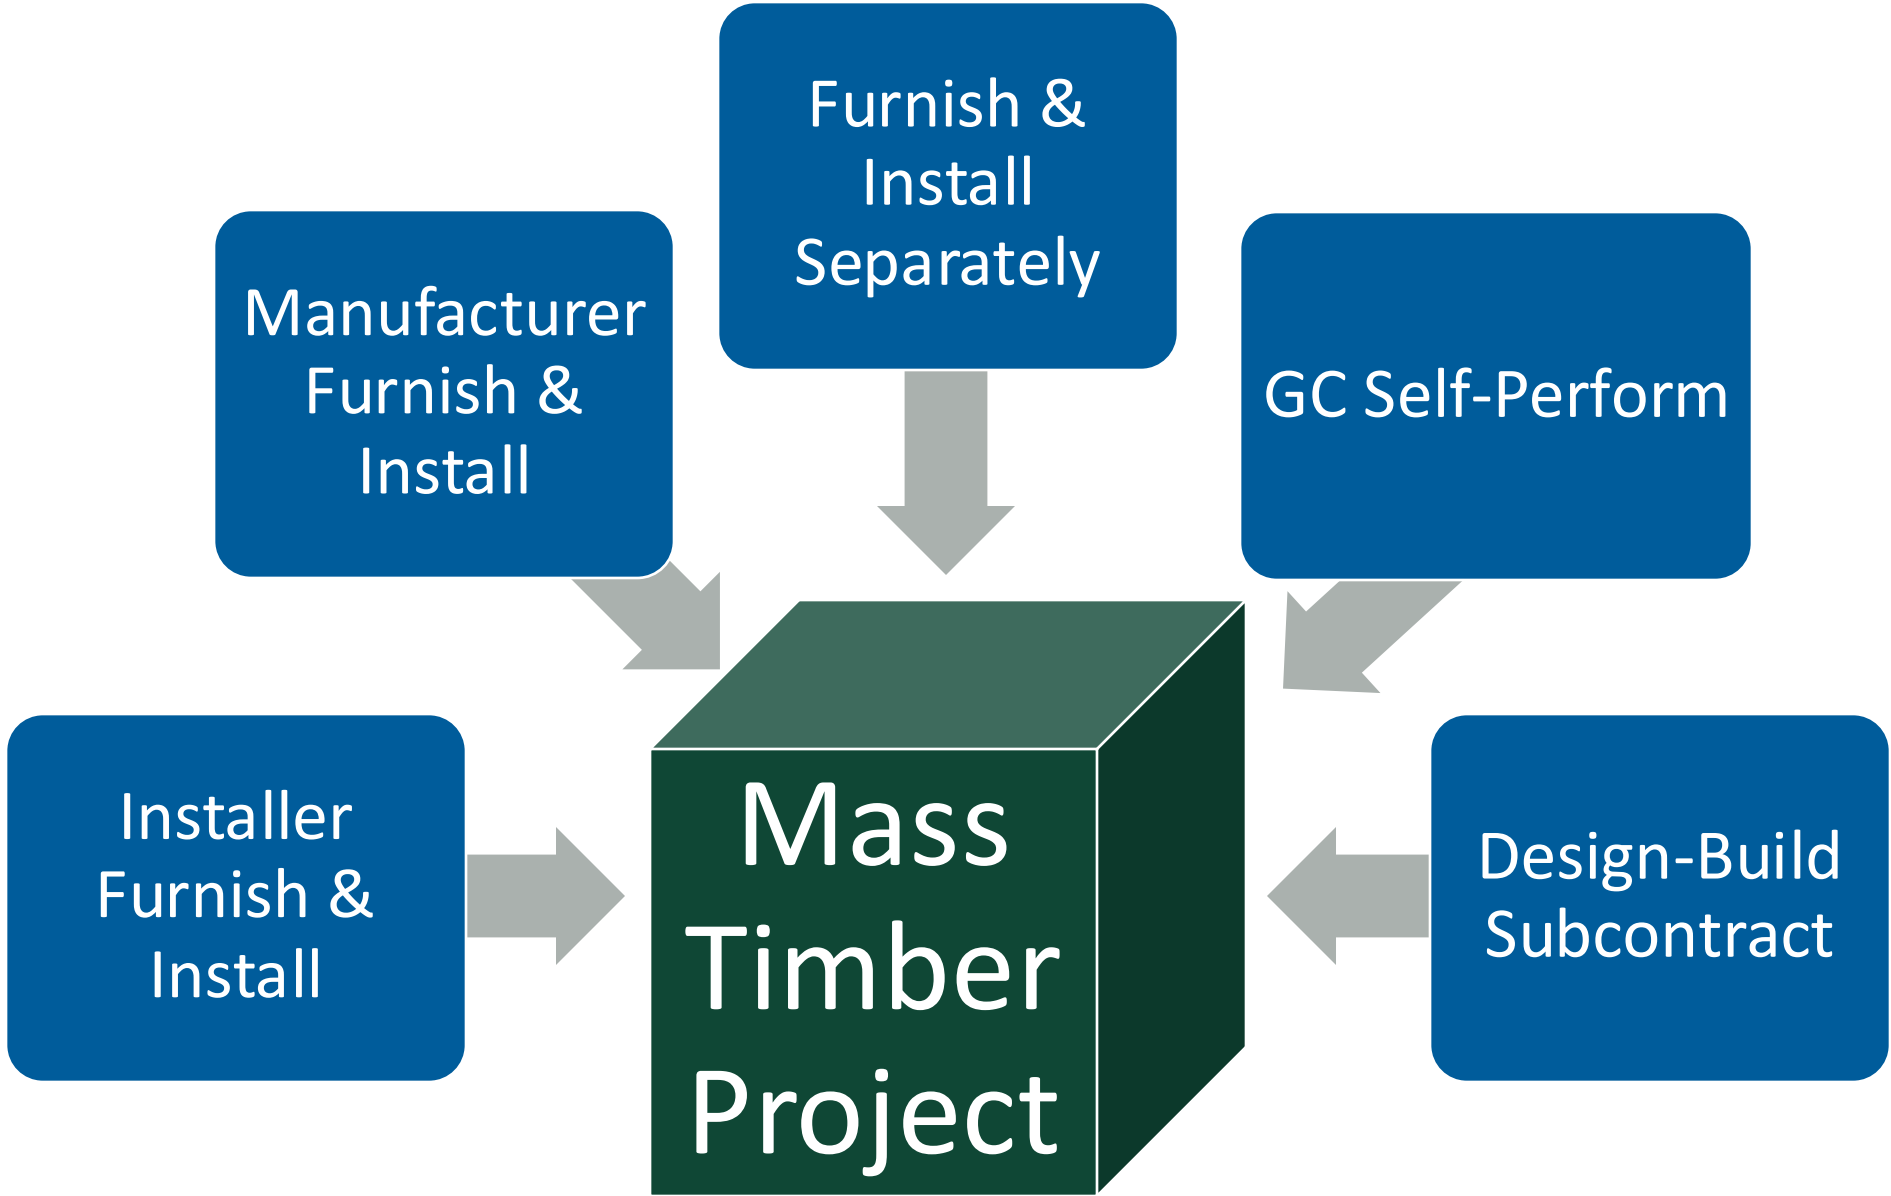 Furnish &
Install
Separately
Manufacturer
Furnish &
Install
GC Self-Perform
Installer
Furnish &
Install
Mass
Timber
Project
Design-Build
Subcontract